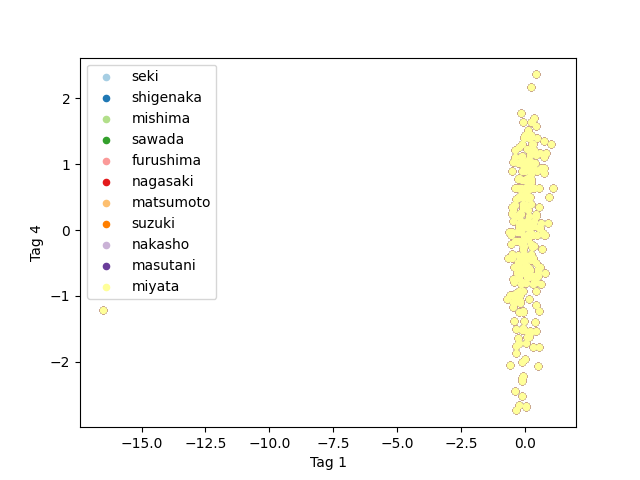 seki
shigenaka
mishima
sawada
furushima
nagasaki
matsumoto
suzuki
nakasho
masutani
miyata
2
1
0
−1
−2
Tag 4
−15.0 −12.5 −10.0 −7.5 −5.0 −2.5 0.0
Tag 1